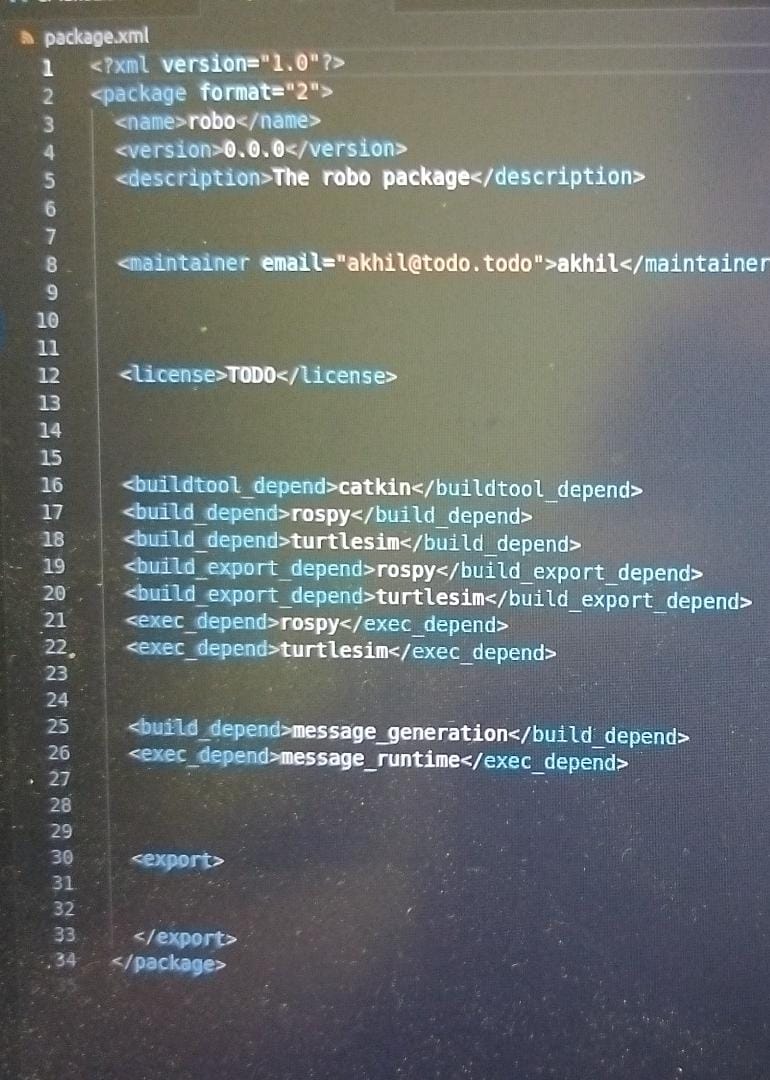 package.xml
1 <?xml version="1.0"?>
2 <package format="2">
3 <name>robo</name>
4 <version>0.0.0</version>
5 <description>The robo package</description>
6
7
8 <maintainer email="akhil@todo.todo">akhil</maintainer
9
10
11
12 <license>TODO</license>
13
14
15
16 <buildtool_depend>catkin</buildtool_depend>
17 <build_depend>rospy</build_depend>
18 <build_depend>turtlesim</build_depend>
19 <build_export_depend>rospy</build_export_depend>
20 <build_export_depend>turtlesim</build_export_depend>
21 <exec_depend>rospy</exec_depend>
22 <exec_depend>turtlesim</exec_depend>
23
24
25 <build_depend>message_generation</build_depend>
26 <exec_depend>message_runtime</exec_depend>
27
28
29
30 <export>
31
32
33 </export>
34 </package>
35